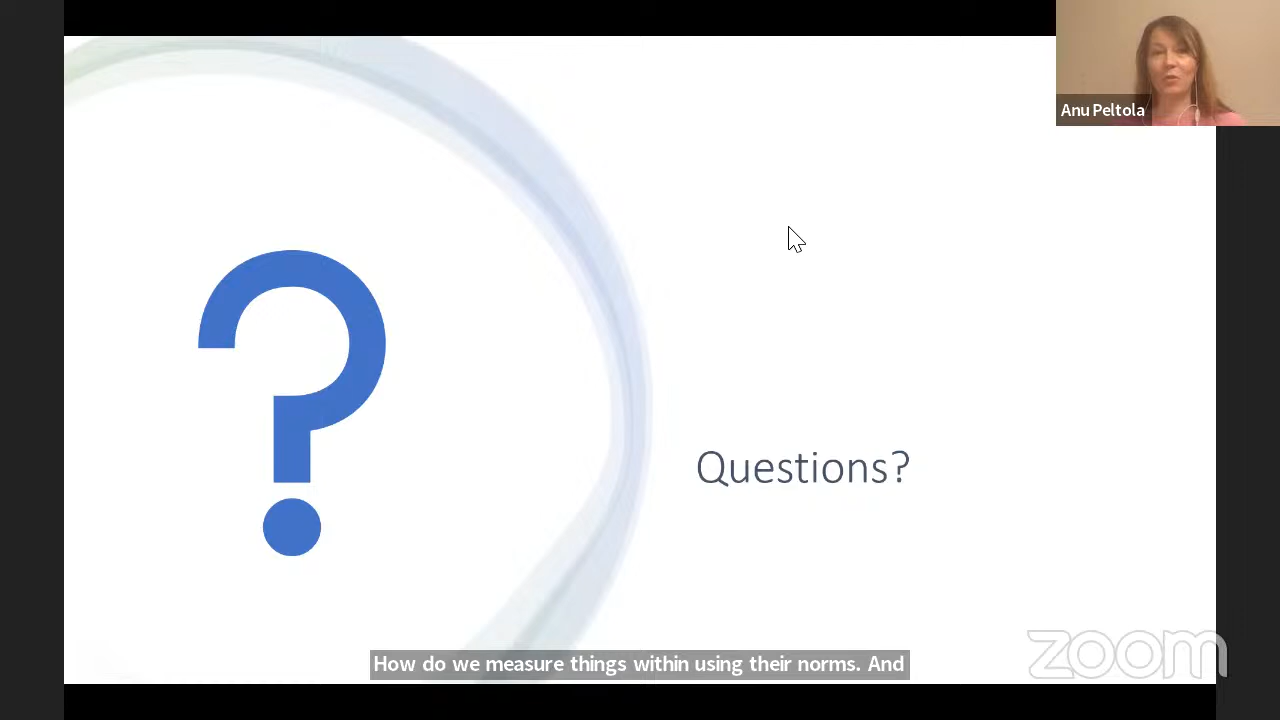 Anu Peltola
?
Questions?
How do we measure things within using their norms. And
zoom